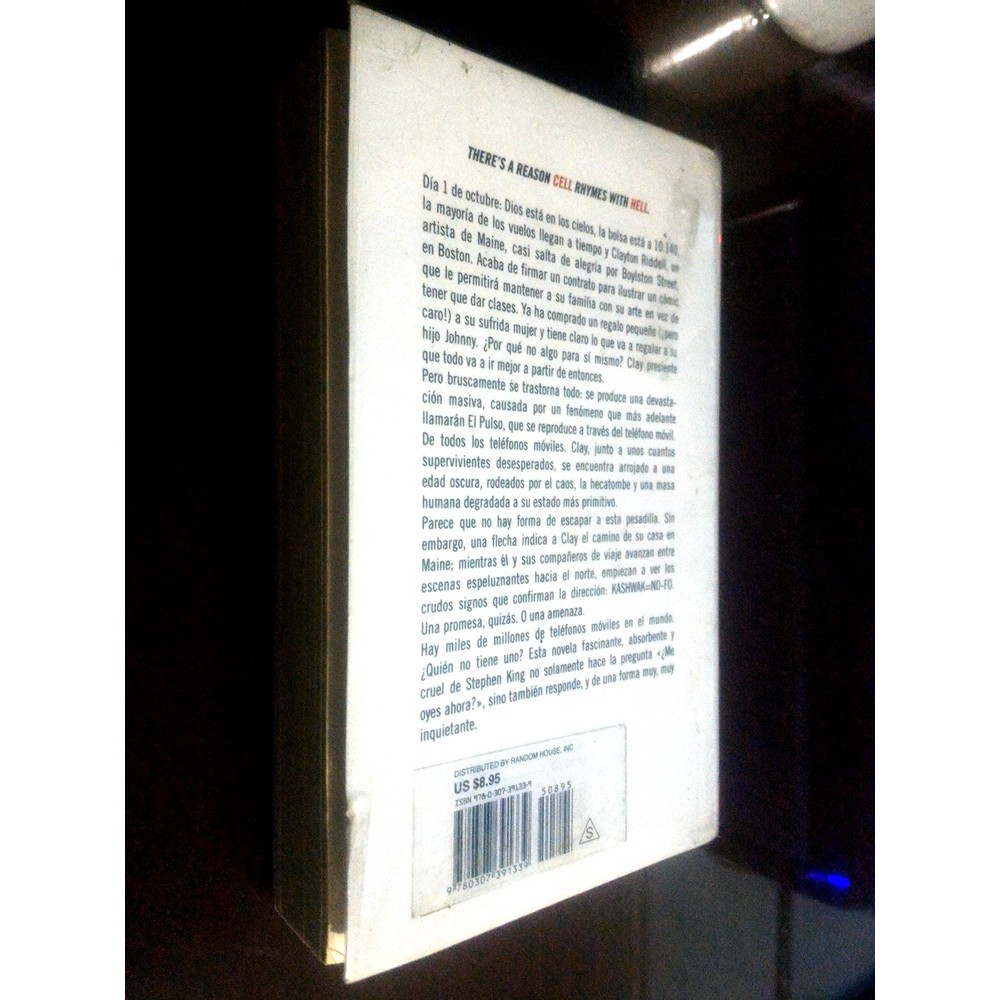 THERE'S A REASON CELL RHYMES WITH HELL.
Día 1 de octubre: Dios está en los cielos, la bolsa está a 10.140,
la mayoría de los vuelos llegan a tiempo y Clayton Riddell, un
artista de Maine, casi salta de alegría por Boylston Street,
en Boston. Acaba de firmar un contrato para ilustrar un cómic
que le permitirá mantener a su familia con su arte en vez de
tener que dar clases. Ya ha comprado un regalo pequeño (¡pero
caro!) a su sufrida mujer y tiene claro lo que va a regalar a su
hijo Johnny. ¿Por qué no algo para sí mismo? Clay presiente
que todo va a ir mejor a partir de entonces.
Pero bruscamente se trastorna todo: se produce una devasta-
ción masiva, causada por un fenómeno que más adelante
llamarán El Pulso, que se reproduce a través del teléfono móvil.
De todos los teléfonos móviles. Clay, junto a unos cuantos
supervivientes desesperados, se encuentra arrojado a una
edad oscura, rodeados por el caos, la hecatombe y una masa
humana degradada a su estado más primitivo.
Parece que no hay forma de escapar a esta pesadilla. Sin
embargo, una flecha indica a Clay el camino de su casa en
Maine; mientras él y sus compañeros de viaje avanzan entre
escenas espeluznantes hacia el norte, empiezan a ver los
crudos signos que confirman la dirección: KASHWAK=NO-FO.
Una promesa, quizás. O una amenaza.
Hay miles de millones de teléfonos móviles en el mundo.
¿Quién no tiene uno? Esta novela fascinante, absorbente y
cruel de Stephen King no solamente hace la pregunta «¿Me
oyes ahora?», sino también responde, y de una forma muy, muy
inquietante.
DISTRIBUTED BY RANDOM HOUSE, INC.
US $8.95
ISBN 978-0-307-39133-9
50895
9 780307 391339
S